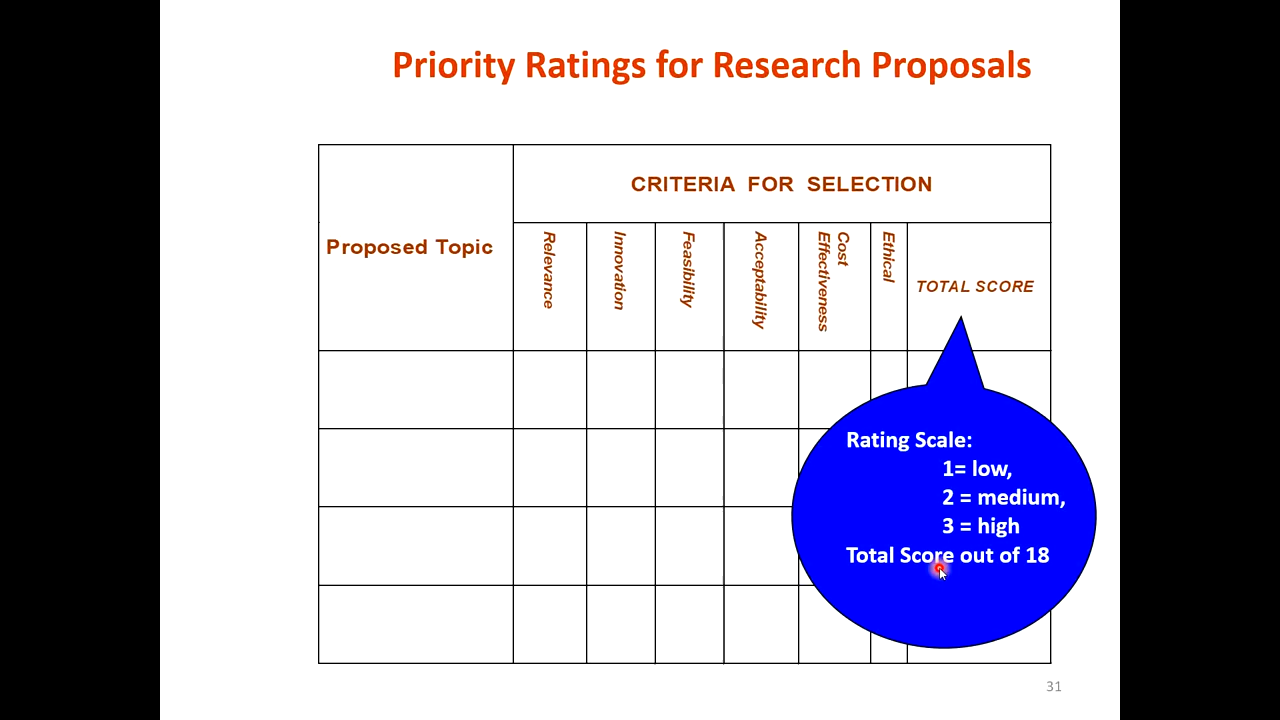 Priority Ratings for Research Proposals
CRITERIA FOR SELECTION
Proposed Topic
Relevance
Innovation
Feasibility
Acceptability
Cost
Effectiveness
Ethical
TOTAL SCORE
Rating Scale:
1= low,
2 = medium,
3 = high
Total Score out of 18
31